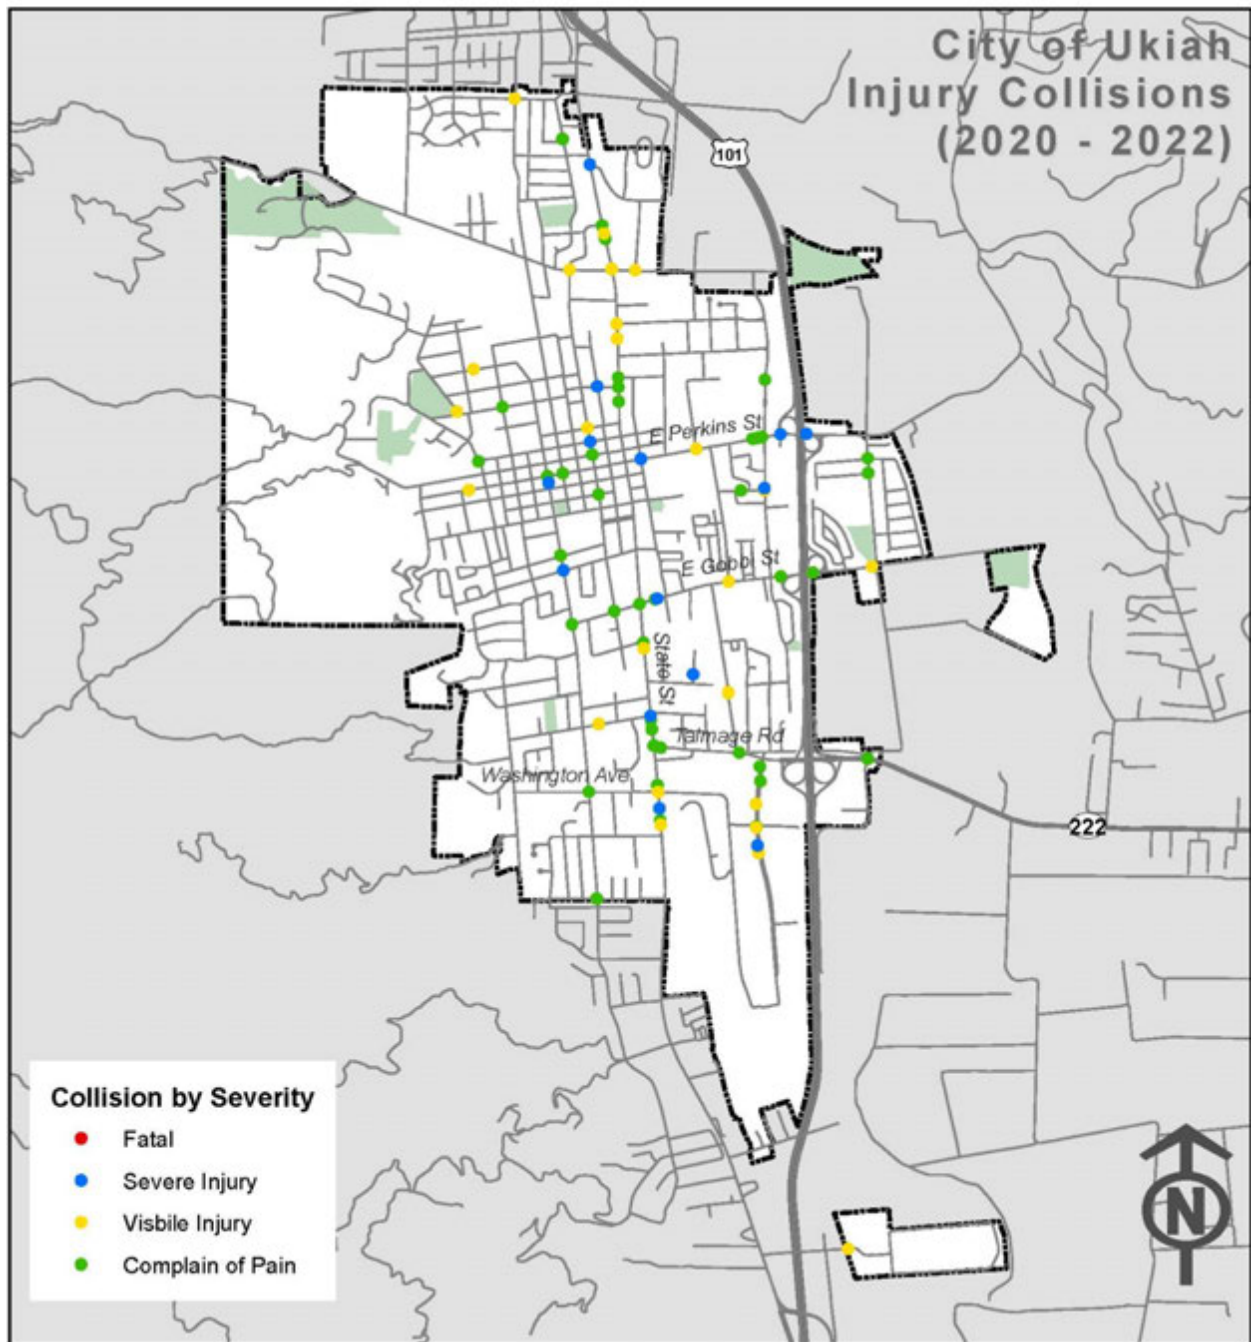 City of Ukiah
Injury Collisions
(2020 - 2022)
101
E Perkins St
E Gobbi St
State St
Talmage Rd
Washington Ave
222
Collision by Severity
Fatal
Severe Injury
Visbile Injury
Complain of Pain
N